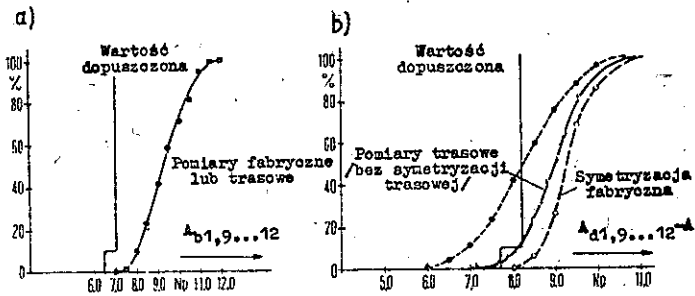 a)
Wartość
dopuszczona
100
%
80
60
40
20
0
Pomiary fabryczne
lub trasowe
Ab1,9...12
6.0 7.0 8.0 9.0 Np 11.0 12.0
b)
Wartość
dopuszczona
100
%
80
60
40
20
0
Pomiary trasowe
bez symetryzacji
trasowej
Symetryzacja
fabryczna
Ad1,9...12-A
5.0 6.0 7.0 8.0 9.0 Np 11.0